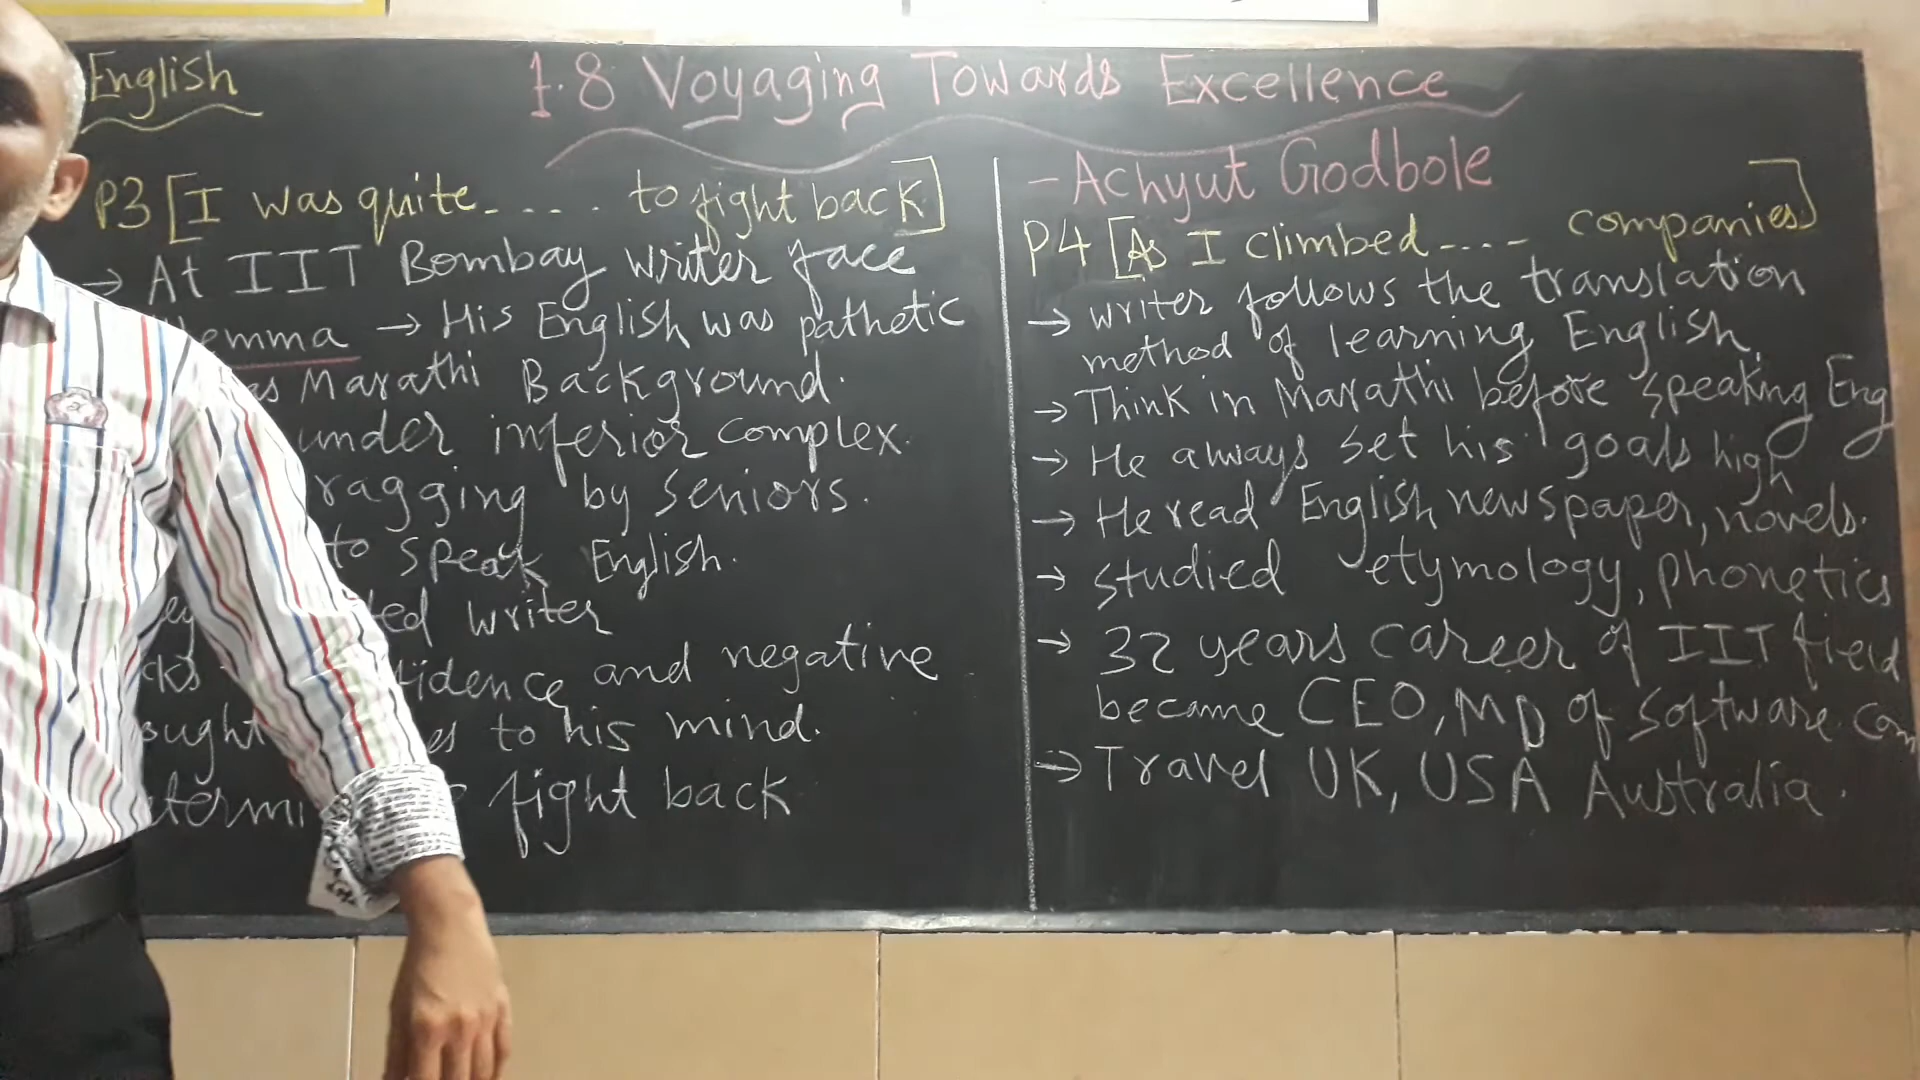 English
1.8 Voyaging Towards Excellence
- Achyut Godbole
P3 [I was quite..... to fight back]
→ At IIT Bombay writer face
→ His English was pathetic
as Marathi Background.
under inferior complex.
ragging by seniors.
to speak English.
writer
and negative
to his mind.
fight back
P4 [As I climbed.... companies]
→ writer follows the translation
method of learning English
→ Think in Marathi before speaking Eng
→ He always set his goals high
→ He read English newspaper, novels.
→ studied etymology, phonetics
→ 32 years career of IIT field
became CEO, MD of software. com
→ Travel UK, USA Australia.